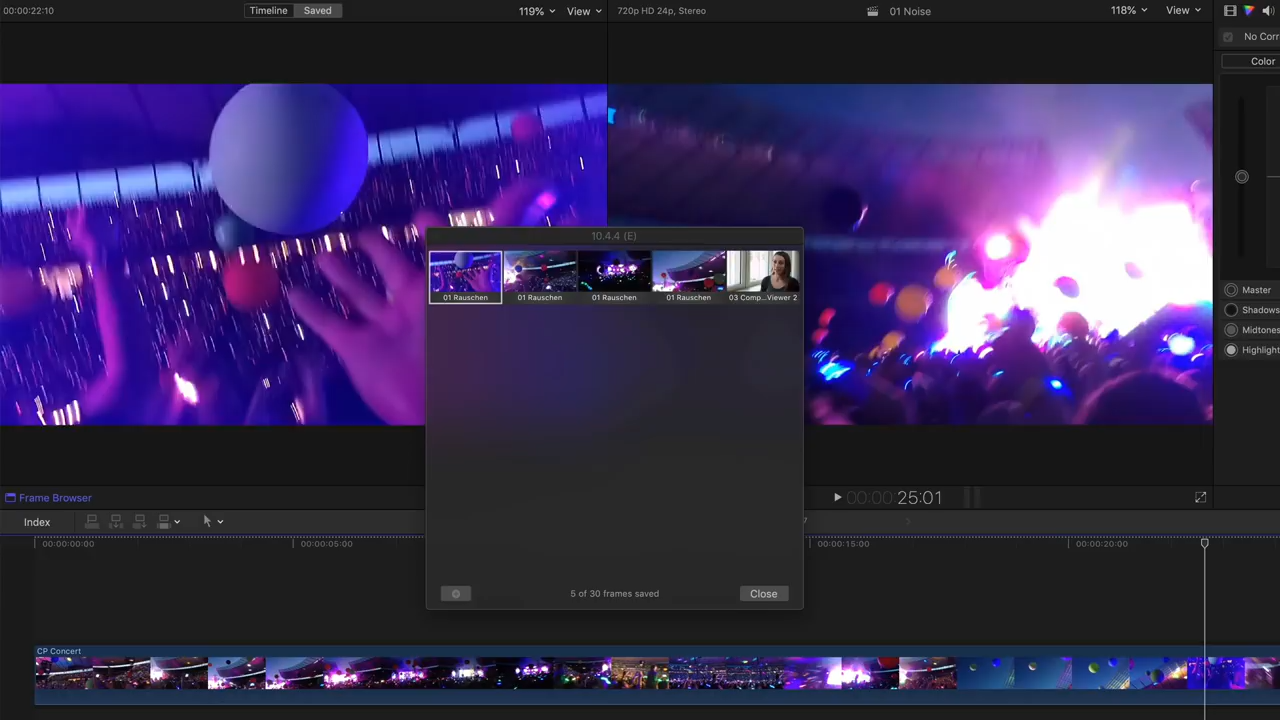 00:00:22:10
Timeline
Saved
119%
View
720p HD 24p, Stereo
01 Noise
118%
View
No Corr
Color
10.4.4 (E)
01 Rauschen
01 Rauschen
01 Rauschen
01 Rauschen
03 Comp...Viewer 2
Master
Shadows
Midtones
Highlight
Frame Browser
00:00:25:01
Index
00:00:00:00
00:00:05:00
00:00:15:00
00:00:20:00
5 of 30 frames saved
Close
CP Concert